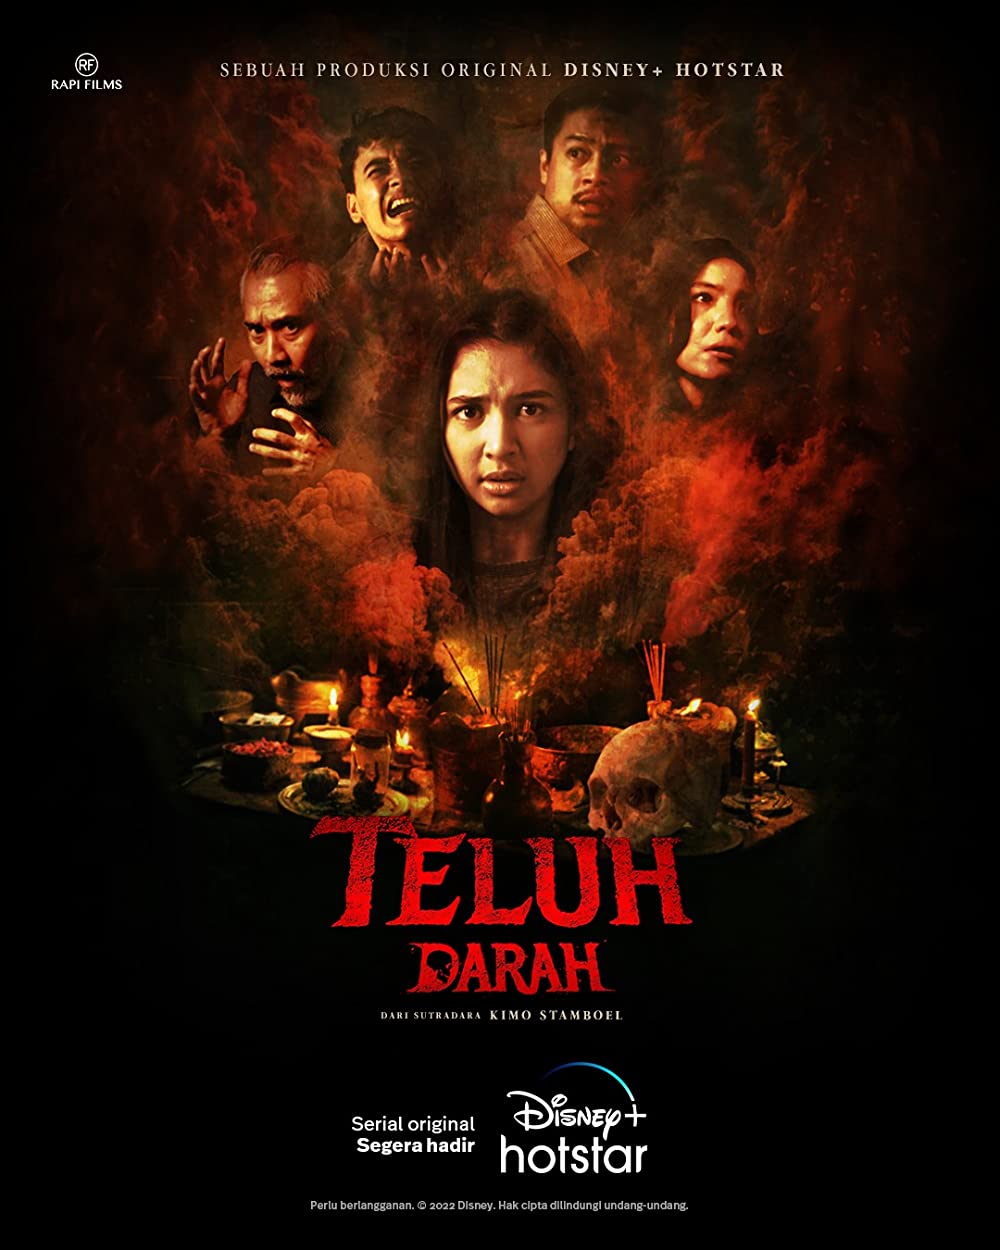 RF
RAPI FILMS
SEBUAH PRODUKSI ORIGINAL DISNEY+ HOTSTAR
TELUH
DARAH
DARI SUTRADARA KIMO STAMBOEL
Serial original
Segera hadir
Disney+
hotstar
Perlu berlangganan. © 2022 Disney. Hak cipta dilindungi undang-undang.